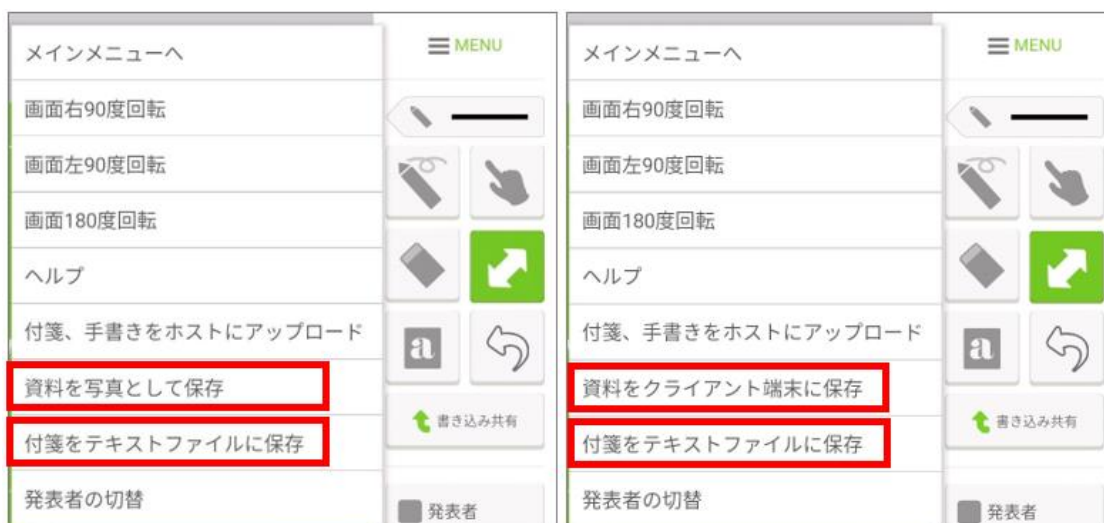 メインメニューへ
画面右90度回転
画面左90度回転
画面180度回転
ヘルプ
付箋、手書きをホストにアップロード
資料を写真として保存
付箋をテキストファイルに保存
発表者の切替
MENU
a
書き込み共有
発表者
メインメニューへ
画面右90度回転
画面左90度回転
画面180度回転
ヘルプ
付箋、手書きをホストにアップロード
資料をクライアント端末に保存
付箋をテキストファイルに保存
発表者の切替
MENU
a
書き込み共有
発表者